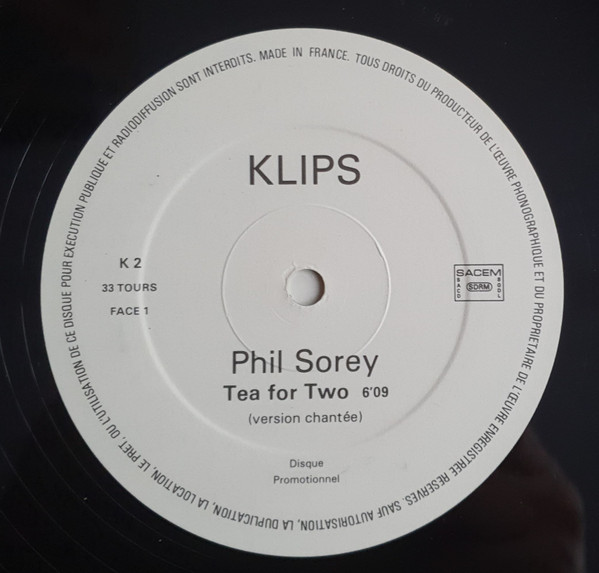 MADE IN FRANCE. TOUS DROITS DU PRODUCTEUR DE L'ŒUVRE PHONOGRAPHIQUE ET DU PROPRIETAIRE DE L'ŒUVRE ENREGISTREE RESERVES. SAUF AUTORISATION, LA DUPLICATION, LA LOCATION, LE PRET, OU L'UTILISATION DE CE DISQUE POUR EXECUTION PUBLIQUE ET RADIODIFFUSION SONT INTERDITS.
KLIPS
K 2
33 TOURS
FACE 1
SACEM
SACD
SDRM
SGDL
Phil Sorey
Tea for Two 6'09
(version chantée)
Disque
Promotionnel